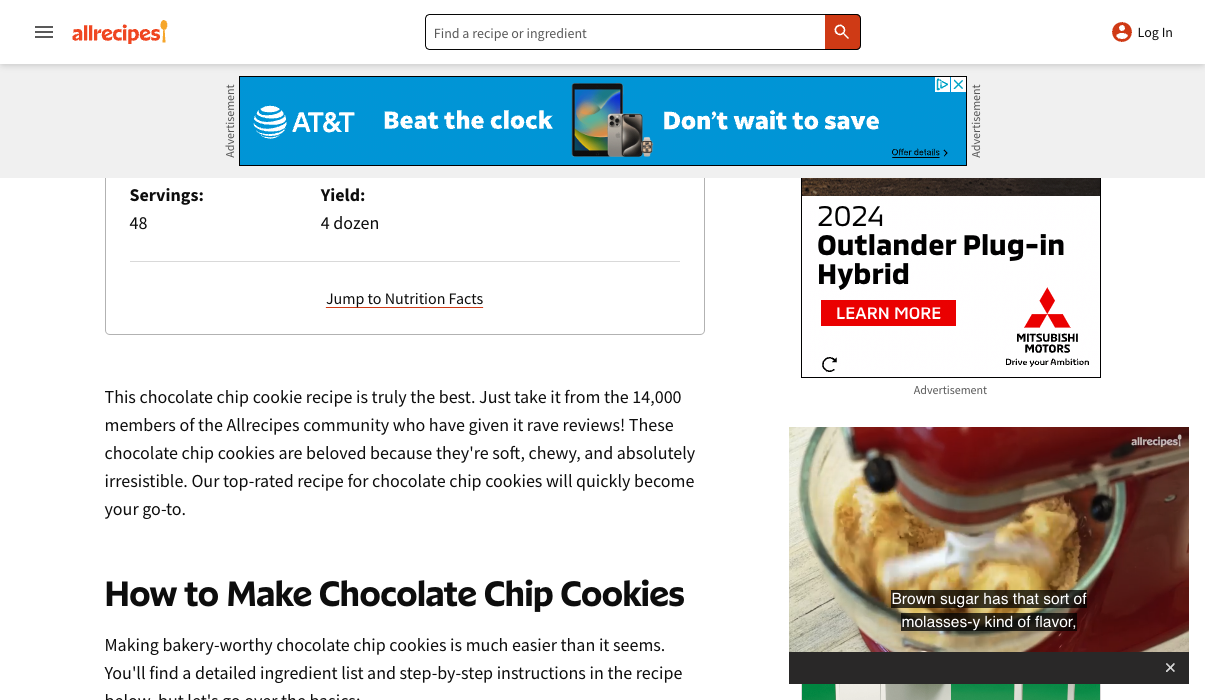 allrecipes
Find a recipe or ingredient
Log In
Advertisement
AT&T
Beat the clock
Don't wait to save
Offer details
Advertisement
Servings:
Yield:
48
4 dozen
Jump to Nutrition Facts
This chocolate chip cookie recipe is truly the best. Just take it from the 14,000
members of the Allrecipes community who have given it rave reviews! These
chocolate chip cookies are beloved because they're soft, chewy, and absolutely
irresistible. Our top-rated recipe for chocolate chip cookies will quickly become
your go-to.
How to Make Chocolate Chip Cookies
Making bakery-worthy chocolate chip cookies is much easier than it seems.
You'll find a detailed ingredient list and step-by-step instructions in the recipe
below, but let's go over the basics:
2024
Outlander Plug-in
Hybrid
LEARN MORE
MITSUBISHI
MOTORS
Drive your Ambition
Advertisement
allrecipes
Brown sugar has that sort of
molasses-y kind of flavor,